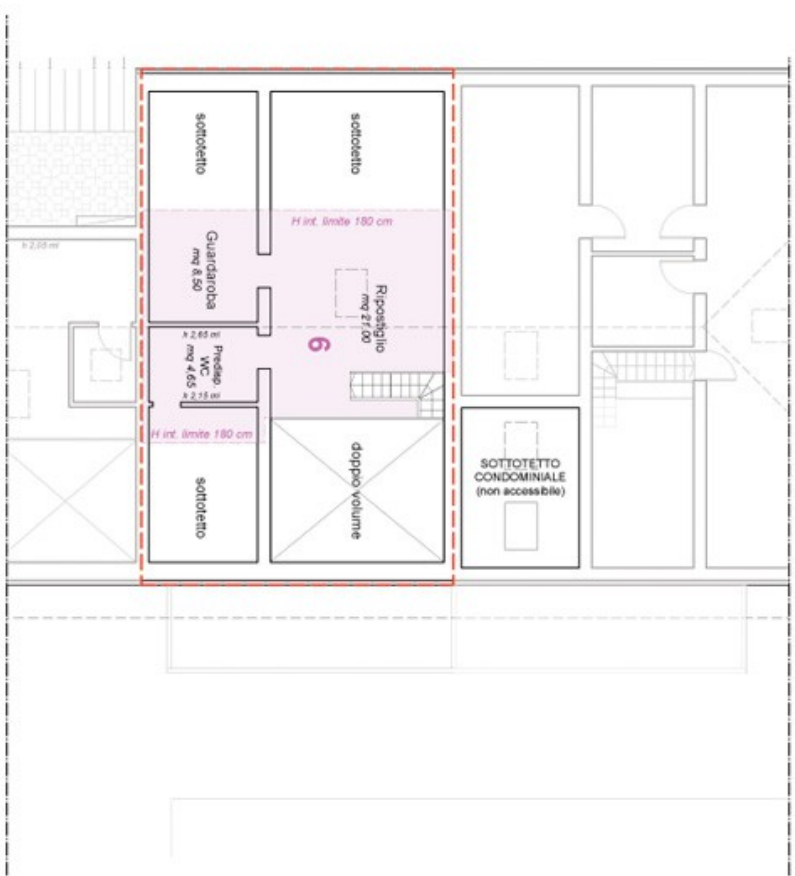 sottotetto
sottotetto
H int. limite 180 cm
h 2,05 ml
Guardaroba
mq 8,50
Ripostiglio
mq 21,00
h 2,65 ml
Predisp.
WC
mq 4,65
h 2,15 ml
6
H int. limite 180 cm
sottotetto
doppio volume
SOTTOTETTO
CONDOMINIALE
(non accessibile)